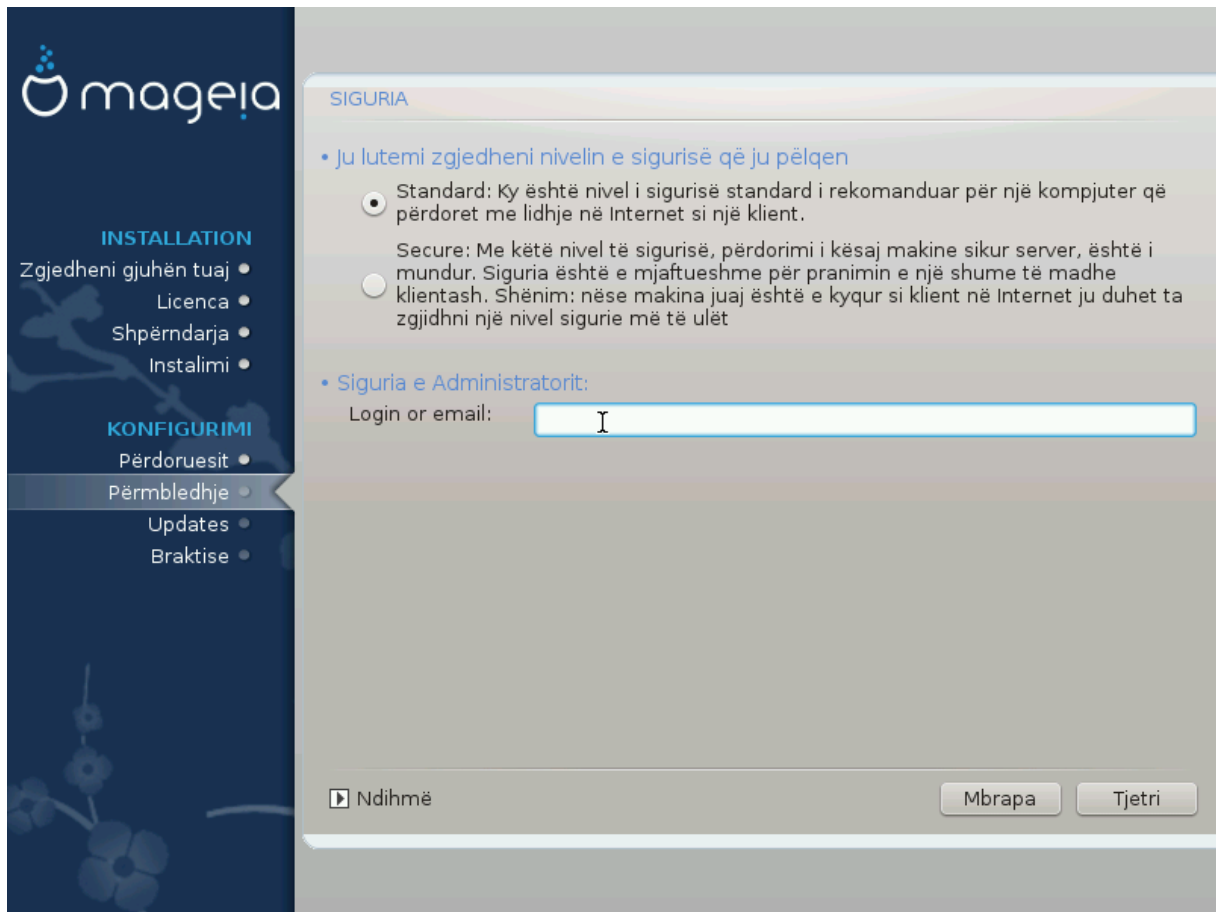 mageia
INSTALLATION
Zgjedheni gjuhën tuaj
Licenca
Shpërndarja
Instalimi
KONFIGURIMI
Përdoruesit
Përmbledhje
Updates
Braktise
SIGURIA
• Ju lutemi zgjedheni nivelin e sigurisë që ju pëlqen
Standard: Ky është nivel i sigurisë standard i rekomanduar për një kompjuter që
përdoret me lidhje në Internet si një klient.
Secure: Me këtë nivel të sigurisë, përdorimi i kësaj makine sikur server, është i
mundur. Siguria është e mjaftueshme për pranimin e një shume të madhe
klientash. Shënim: nëse makina juaj është e kyqur si klient në Internet ju duhet ta
zgjidhni një nivel sigurie më të ulët
• Siguria e Administratorit:
Login or email:
Ndihmë
Mbrapa
Tjetri